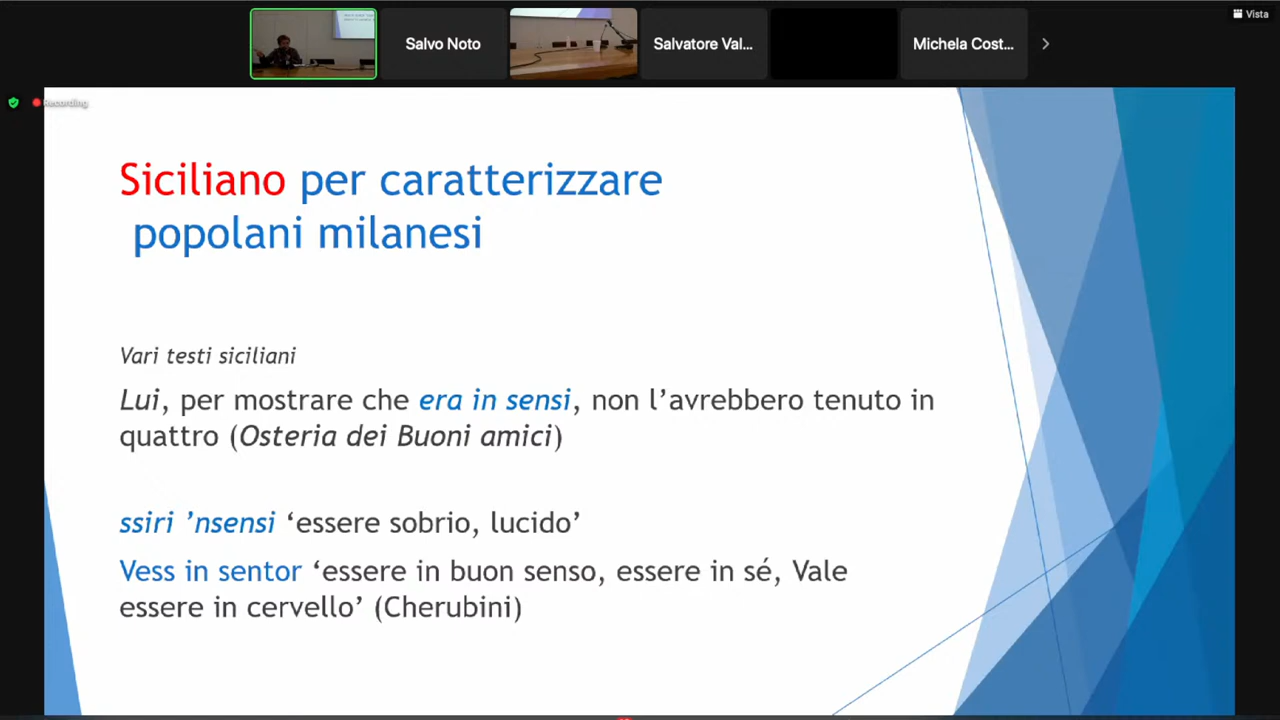 Vista
Salvo Noto
Salvatore Val...
Michela Cost...
Recording
Siciliano per caratterizzare
popolani milanesi
Vari testi siciliani
Lui, per mostrare che era in sensi, non l’avrebbero tenuto in
quattro (Osteria dei Buoni amici)
ssiri ’nsensi ‘essere sobrio, lucido’
Vess in sentor ‘essere in buon senso, essere in sé, Vale
essere in cervello’ (Cherubini)